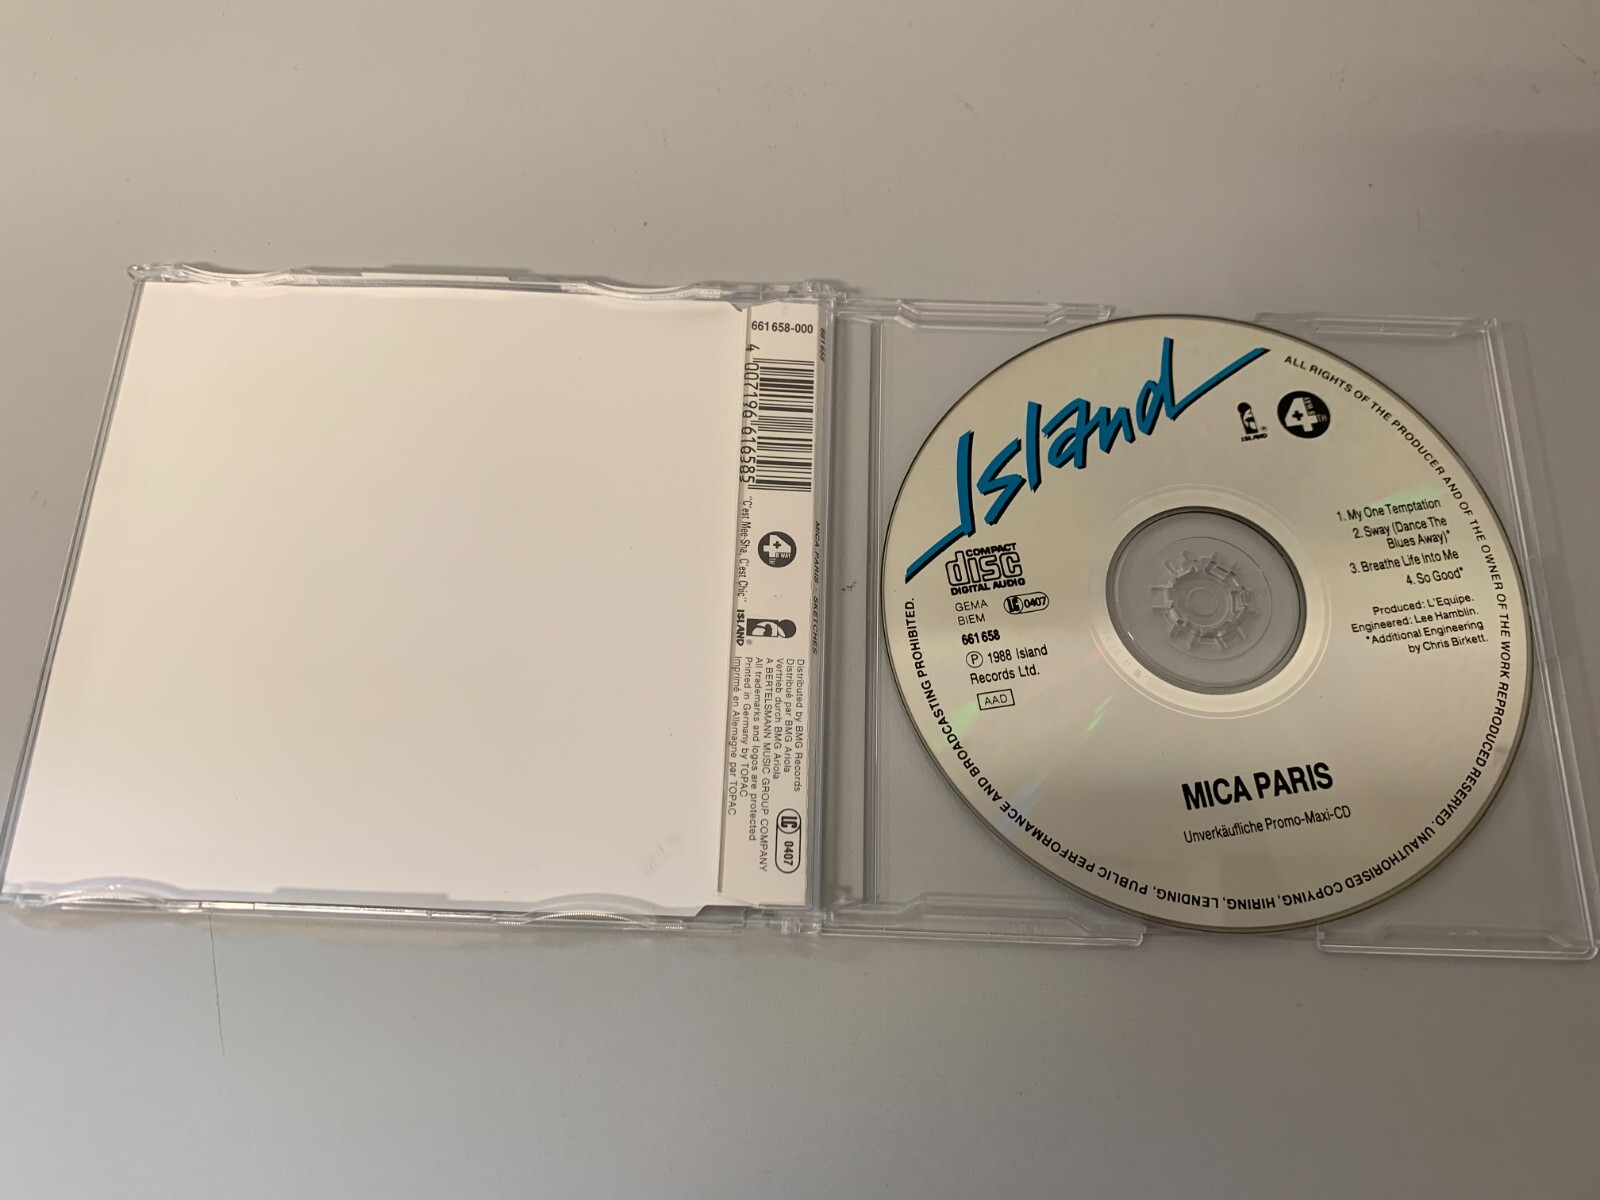 661 658-000
661 658
4 007196 616585
"C'est Mee-Sha, C'est Chic"
4TH
B'WAY
ISLAND®
MICA PARIS - SKETCHES
Distributed by BMG Records
Distribué par BMG Ariola
Vertrieb durch BMG Ariola
A BERTELSMANN MUSIC GROUP COMPANY
All trademarks and logos are protected
Printed in Germany by TOPAC
Imprimé en Allemagne par TOPAC
LC 0407
Island
ISLAND®
4TH
ALL RIGHTS OF THE PRODUCER AND OF THE OWNER OF THE WORK REPRODUCED RESERVED. UNAUTHORISED COPYING, HIRING, LENDING, PUBLIC PERFORMANCE AND BROADCASTING PROHIBITED.
1. My One Temptation
2. Sway (Dance The
Blues Away)*
3. Breathe Life Into Me
4. So Good*
Produced: L'Equipe.
Engineered: Lee Hamblin.
*Additional Engineering
by Chris Birkett.
COMPACT
disc
DIGITAL AUDIO
GEMA
BIEM
LC 0407
661 658
Ⓟ 1988 Island
Records Ltd.
AAD
MICA PARIS
Unverkäufliche Promo-Maxi-CD